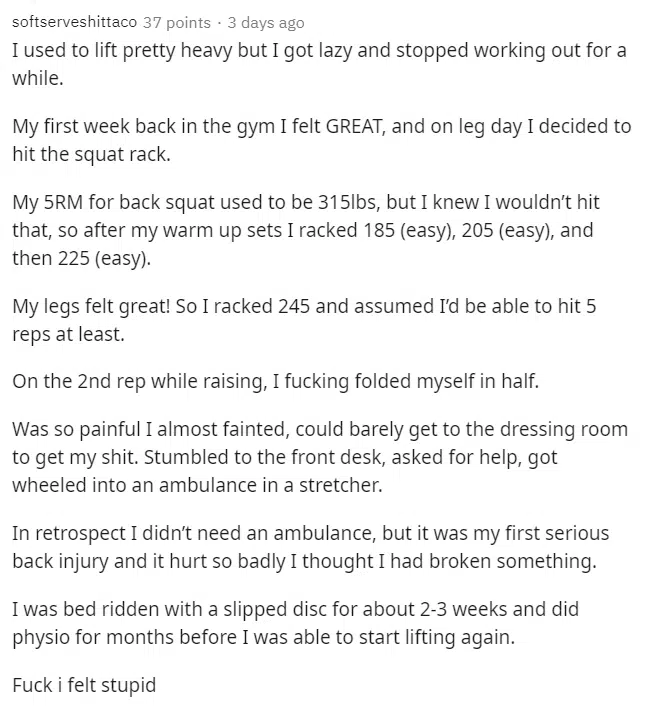 softserveshittaco 37 points · 3 days ago
I used to lift pretty heavy but I got lazy and stopped working out for a
while.
My first week back in the gym I felt GREAT, and on leg day I decided to
hit the squat rack.
My 5RM for back squat used to be 315lbs, but I knew I wouldn't hit
that, so after my warm up sets I racked 185 (easy), 205 (easy), and
then 225 (easy).
My legs felt great! So I racked 245 and assumed I'd be able to hit 5
reps at least.
On the 2nd rep while raising, I fucking folded myself in half.
Was so painful I almost fainted, could barely get to the dressing room
to get my shit. Stumbled to the front desk, asked for help, got
wheeled into an ambulance in a stretcher.
In retrospect I didn't need an ambulance, but it was my first serious
back injury and it hurt so badly I thought I had broken something.
I was bed ridden with a slipped disc for about 2-3 weeks and did
physio for months before I was able to start lifting again.
Fuck i felt stupid